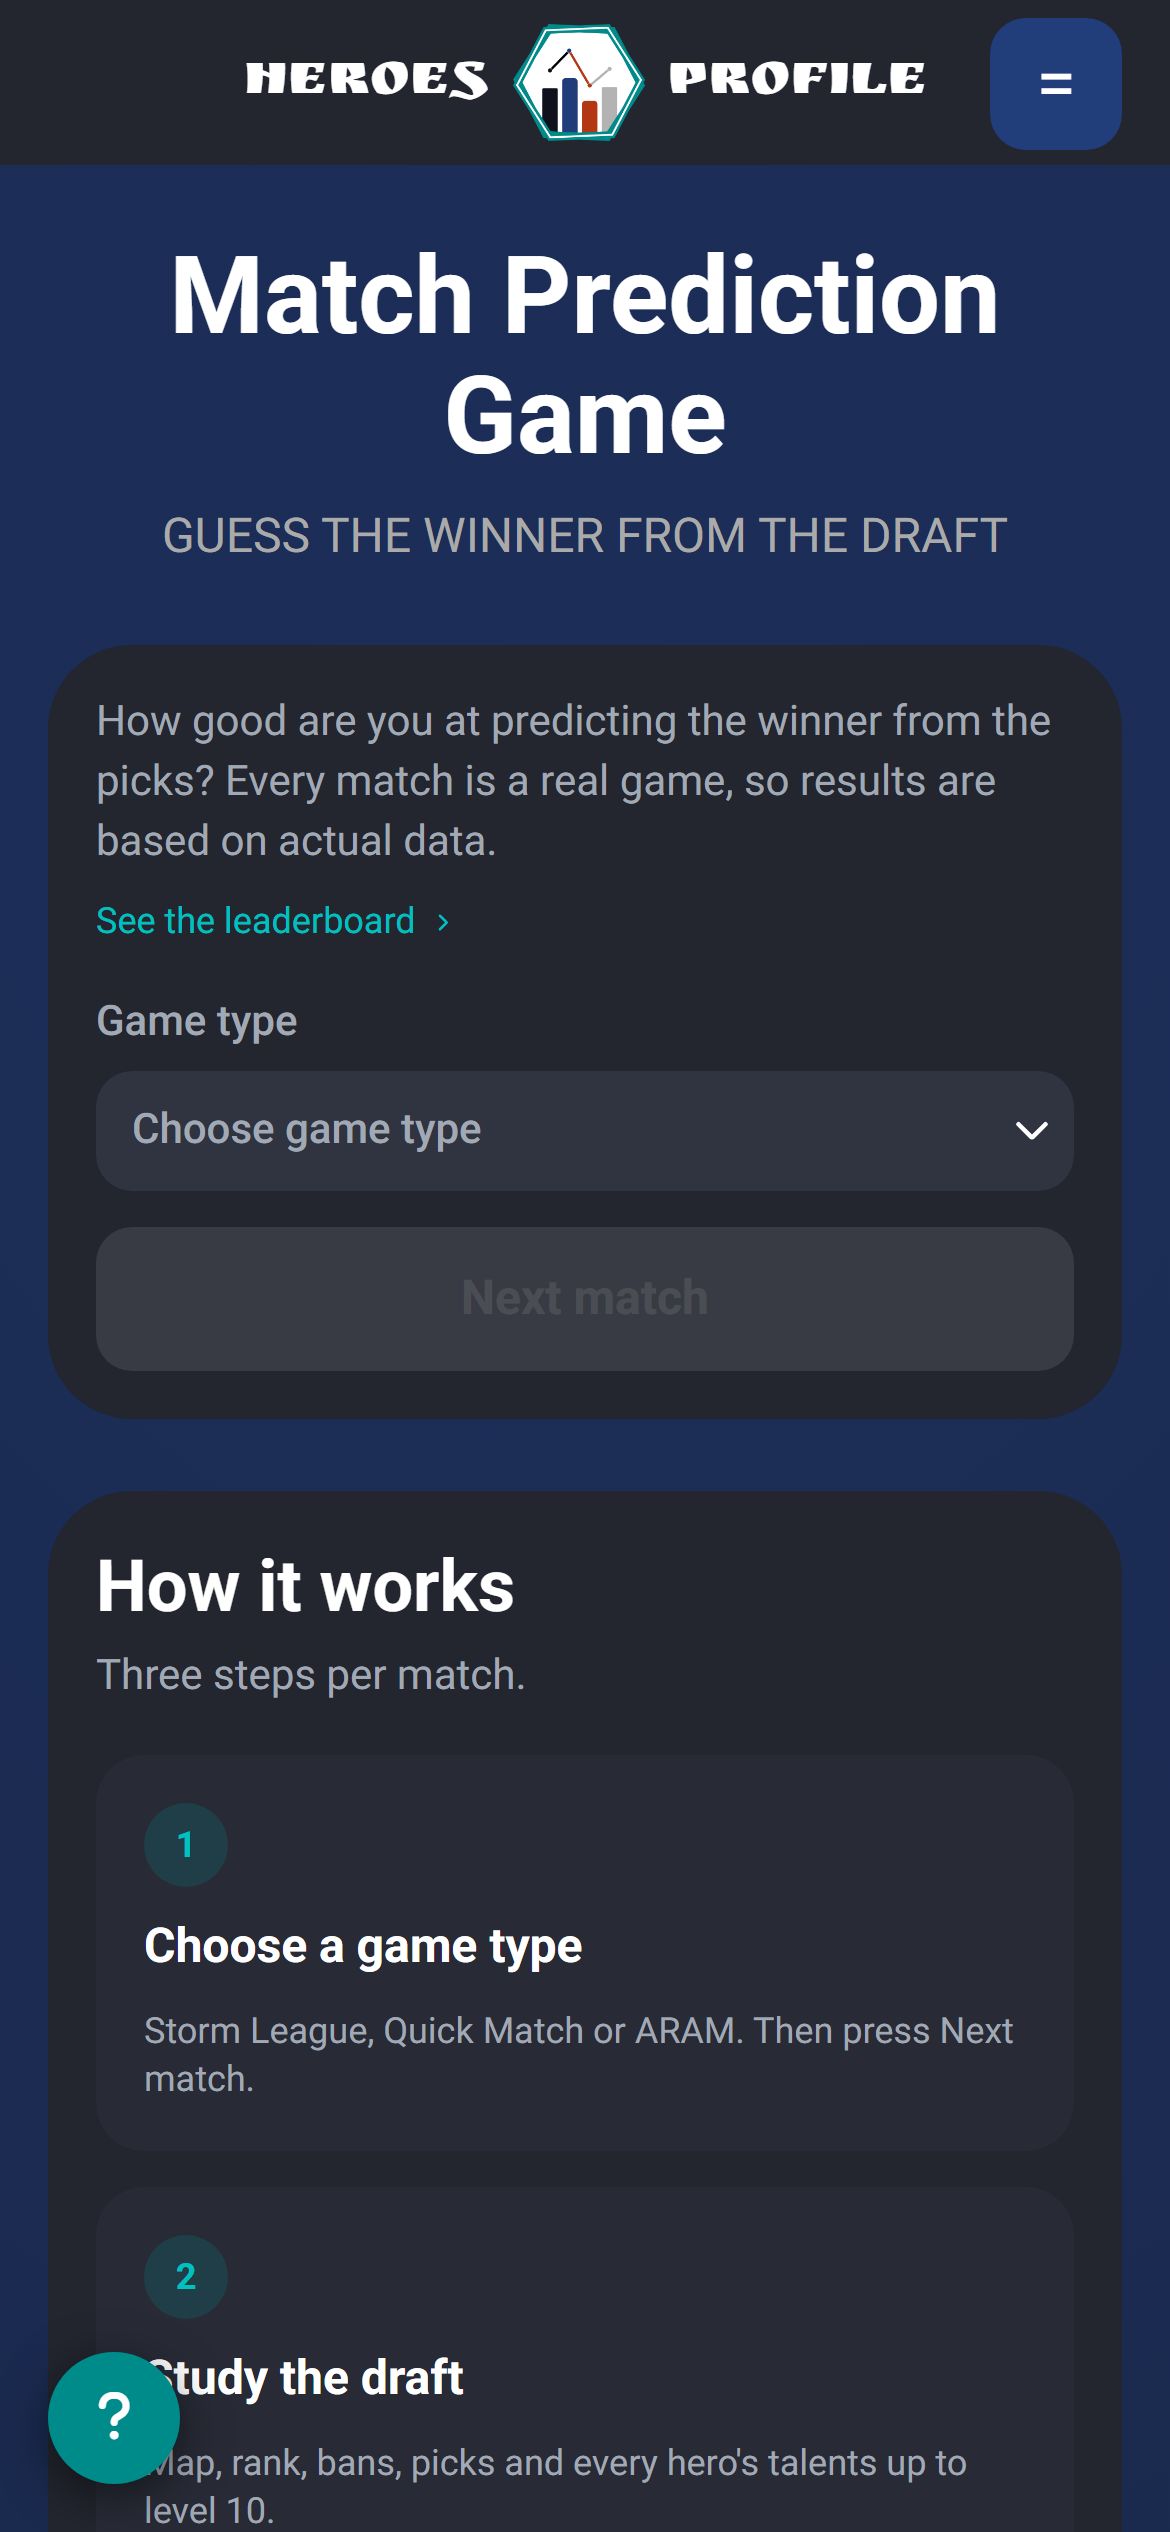 HEROES PROFILE
Match Prediction
Game
GUESS THE WINNER FROM THE DRAFT
How good are you at predicting the winner from the
picks? Every match is a real game, so results are
based on actual data.
See the leaderboard
Game type
Choose game type
Next match
How it works
Three steps per match.
1
Choose a game type
Storm League, Quick Match or ARAM. Then press Next
match.
2
Study the draft
Map, rank, bans, picks and every hero's talents up to
level 10.
?